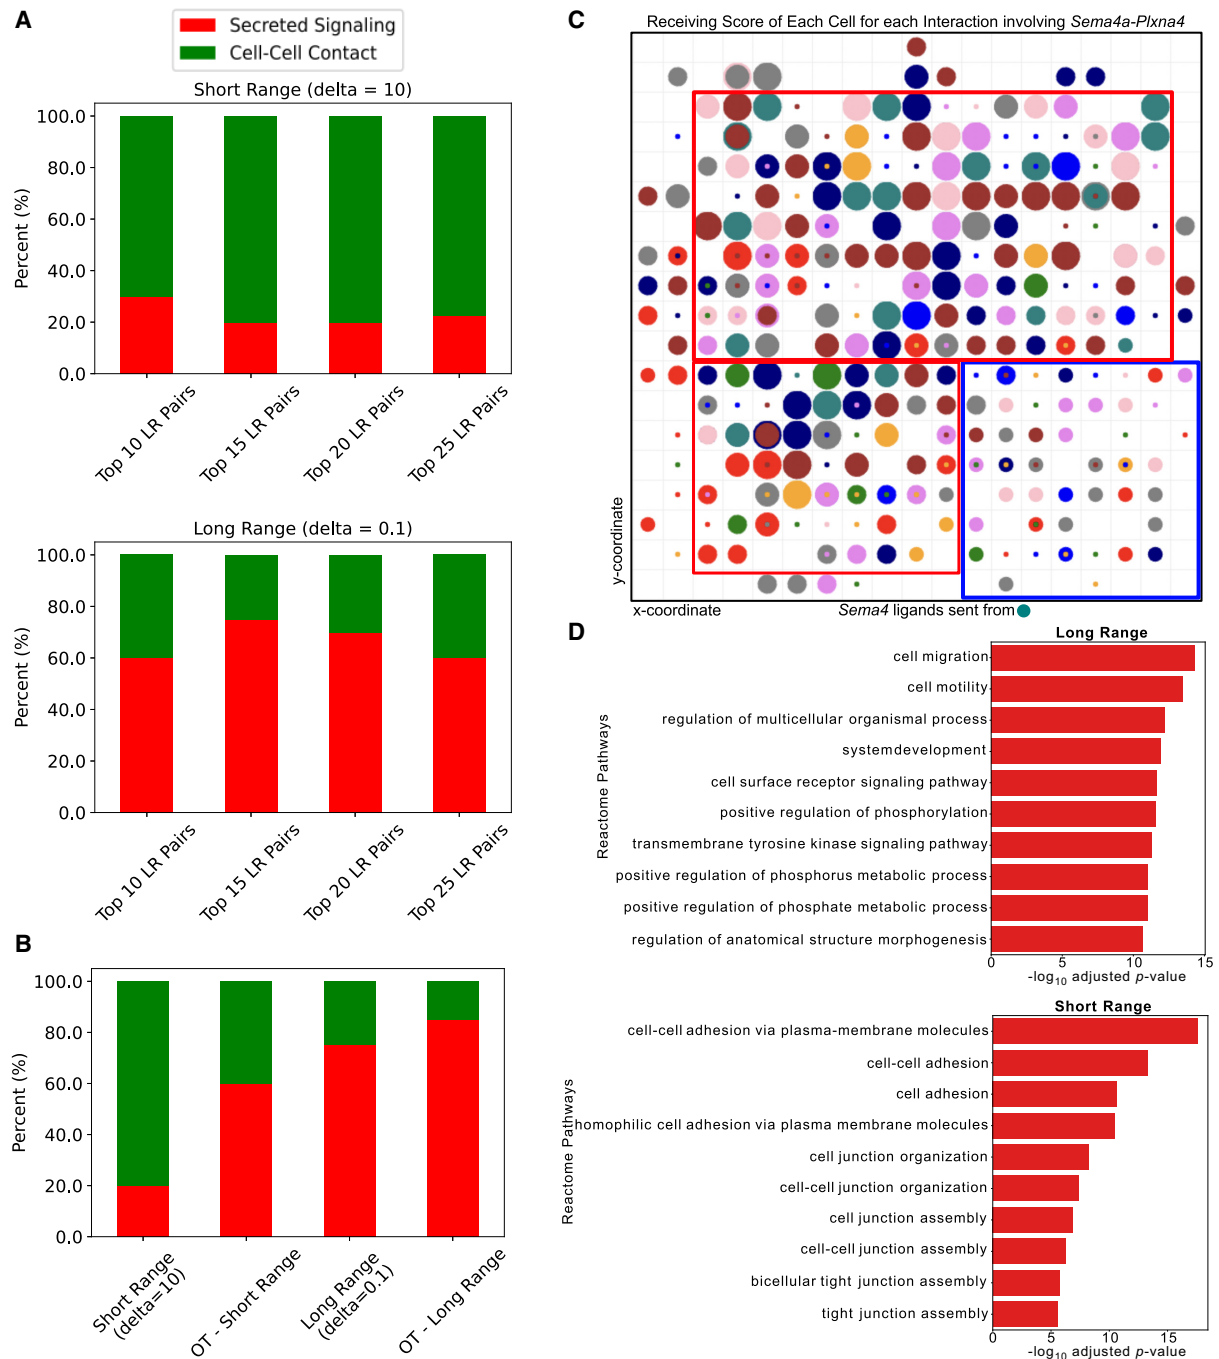 A
Secreted Signaling
Cell-Cell Contact
Short Range (delta = 10)
Percent (%)
100.0
80.0
60.0
40.0
20.0
0.0
Top 10 LR Pairs
Top 15 LR Pairs
Top 20 LR Pairs
Top 25 LR Pairs
Long Range (delta = 0.1)
Percent (%)
100.0
80.0
60.0
40.0
20.0
0.0
Top 10 LR Pairs
Top 15 LR Pairs
Top 20 LR Pairs
Top 25 LR Pairs
B
Percent (%)
100.0
80.0
60.0
40.0
20.0
0.0
Short Range
(delta=10)
OT - Short Range
Long Range
(delta=0.1)
OT - Long Range
C
Receiving Score of Each Cell for each Interaction involving Sema4a-Plxna4
y-coordinate
x-coordinate
Sema4 ligands sent from
D
Long Range
Reactome Pathways
cell migration
cell motility
regulation of multicellular organismal process
systemdevelopment
cell surface receptor signaling pathway
positive regulation of phosphorylation
transmembrane tyrosine kinase signaling pathway
positive regulation of phosphorus metabolic process
positive regulation of phosphate metabolic process
regulation of anatomical structure morphogenesis
0 5 10 15
-log10 adjusted p-value
Short Range
Reactome Pathways
cell-cell adhesion via plasma-membrane molecules
cell-cell adhesion
cell adhesion
homophilic cell adhesion via plasma membrane molecules
cell junction organization
cell-cell junction organization
cell junction assembly
cell-cell junction assembly
bicellular tight junction assembly
tight junction assembly
0 5 10 15
-log10 adjusted p-value